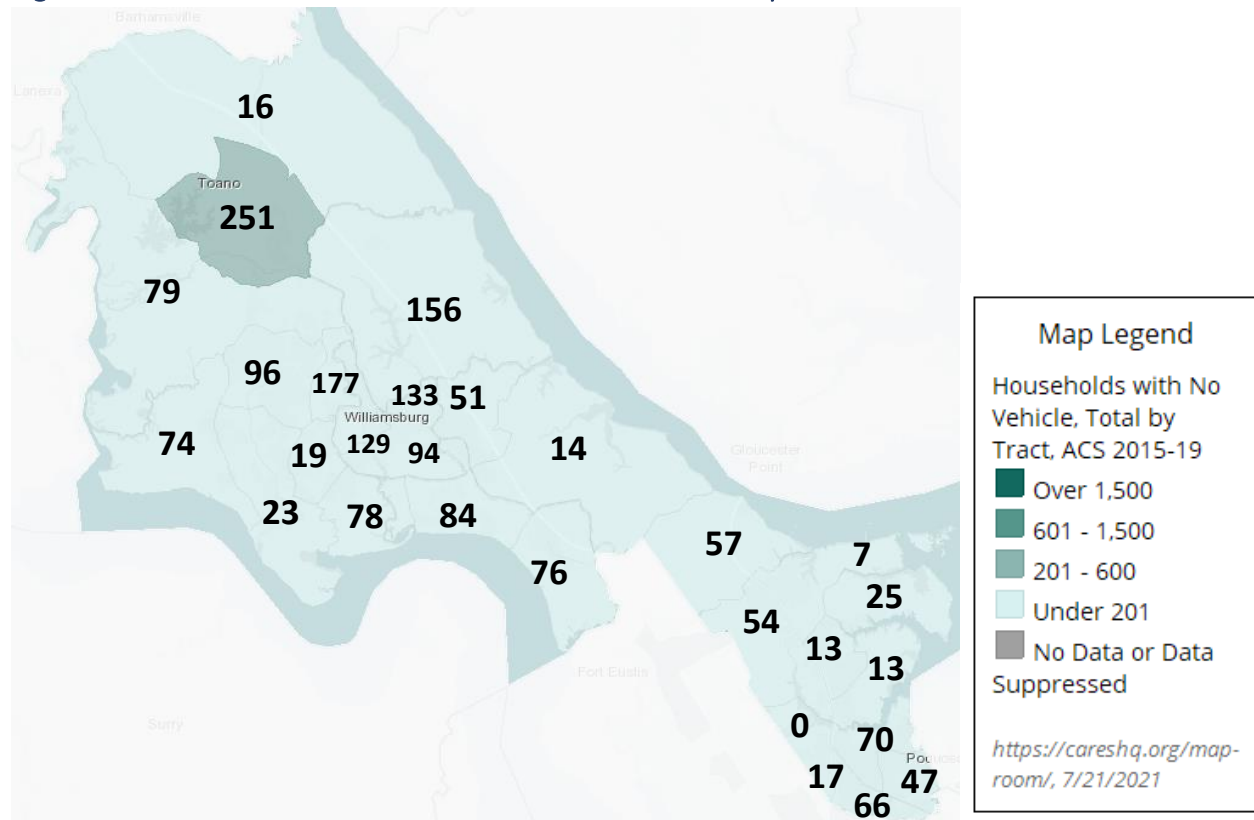 Barhamsville
Lanexa
16
Toano
251
79
156
96
177
133
51
Williamsburg
74
19
129
94
14
Gloucester
Point
23
78
84
76
57
7
25
54
13
13
Fort Eustis
Surry
0
70
17
47
66
Map Legend
Households with No
Vehicle, Total by
Tract, ACS 2015-19
Over 1,500
601 - 1,500
201 - 600
Under 201
No Data or Data
Suppressed
https://careshq.org/map-
room/, 7/21/2021